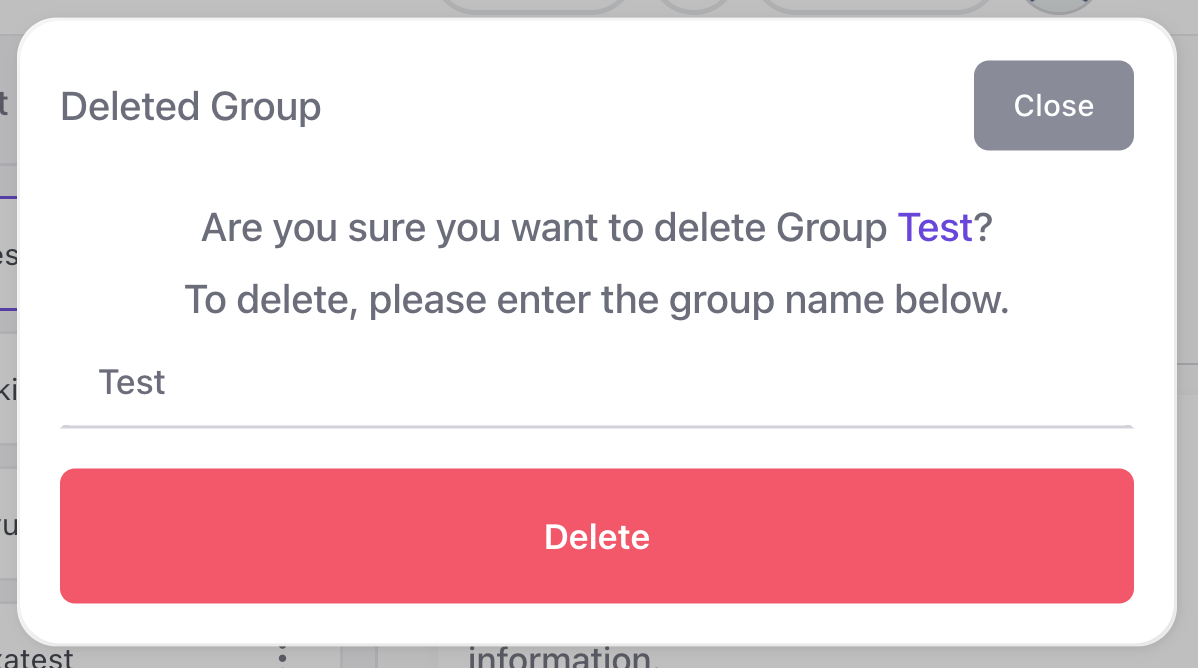 Deleted Group
Close
Are you sure you want to delete Group Test?
To delete, please enter the group name below.
Test
Delete
information.